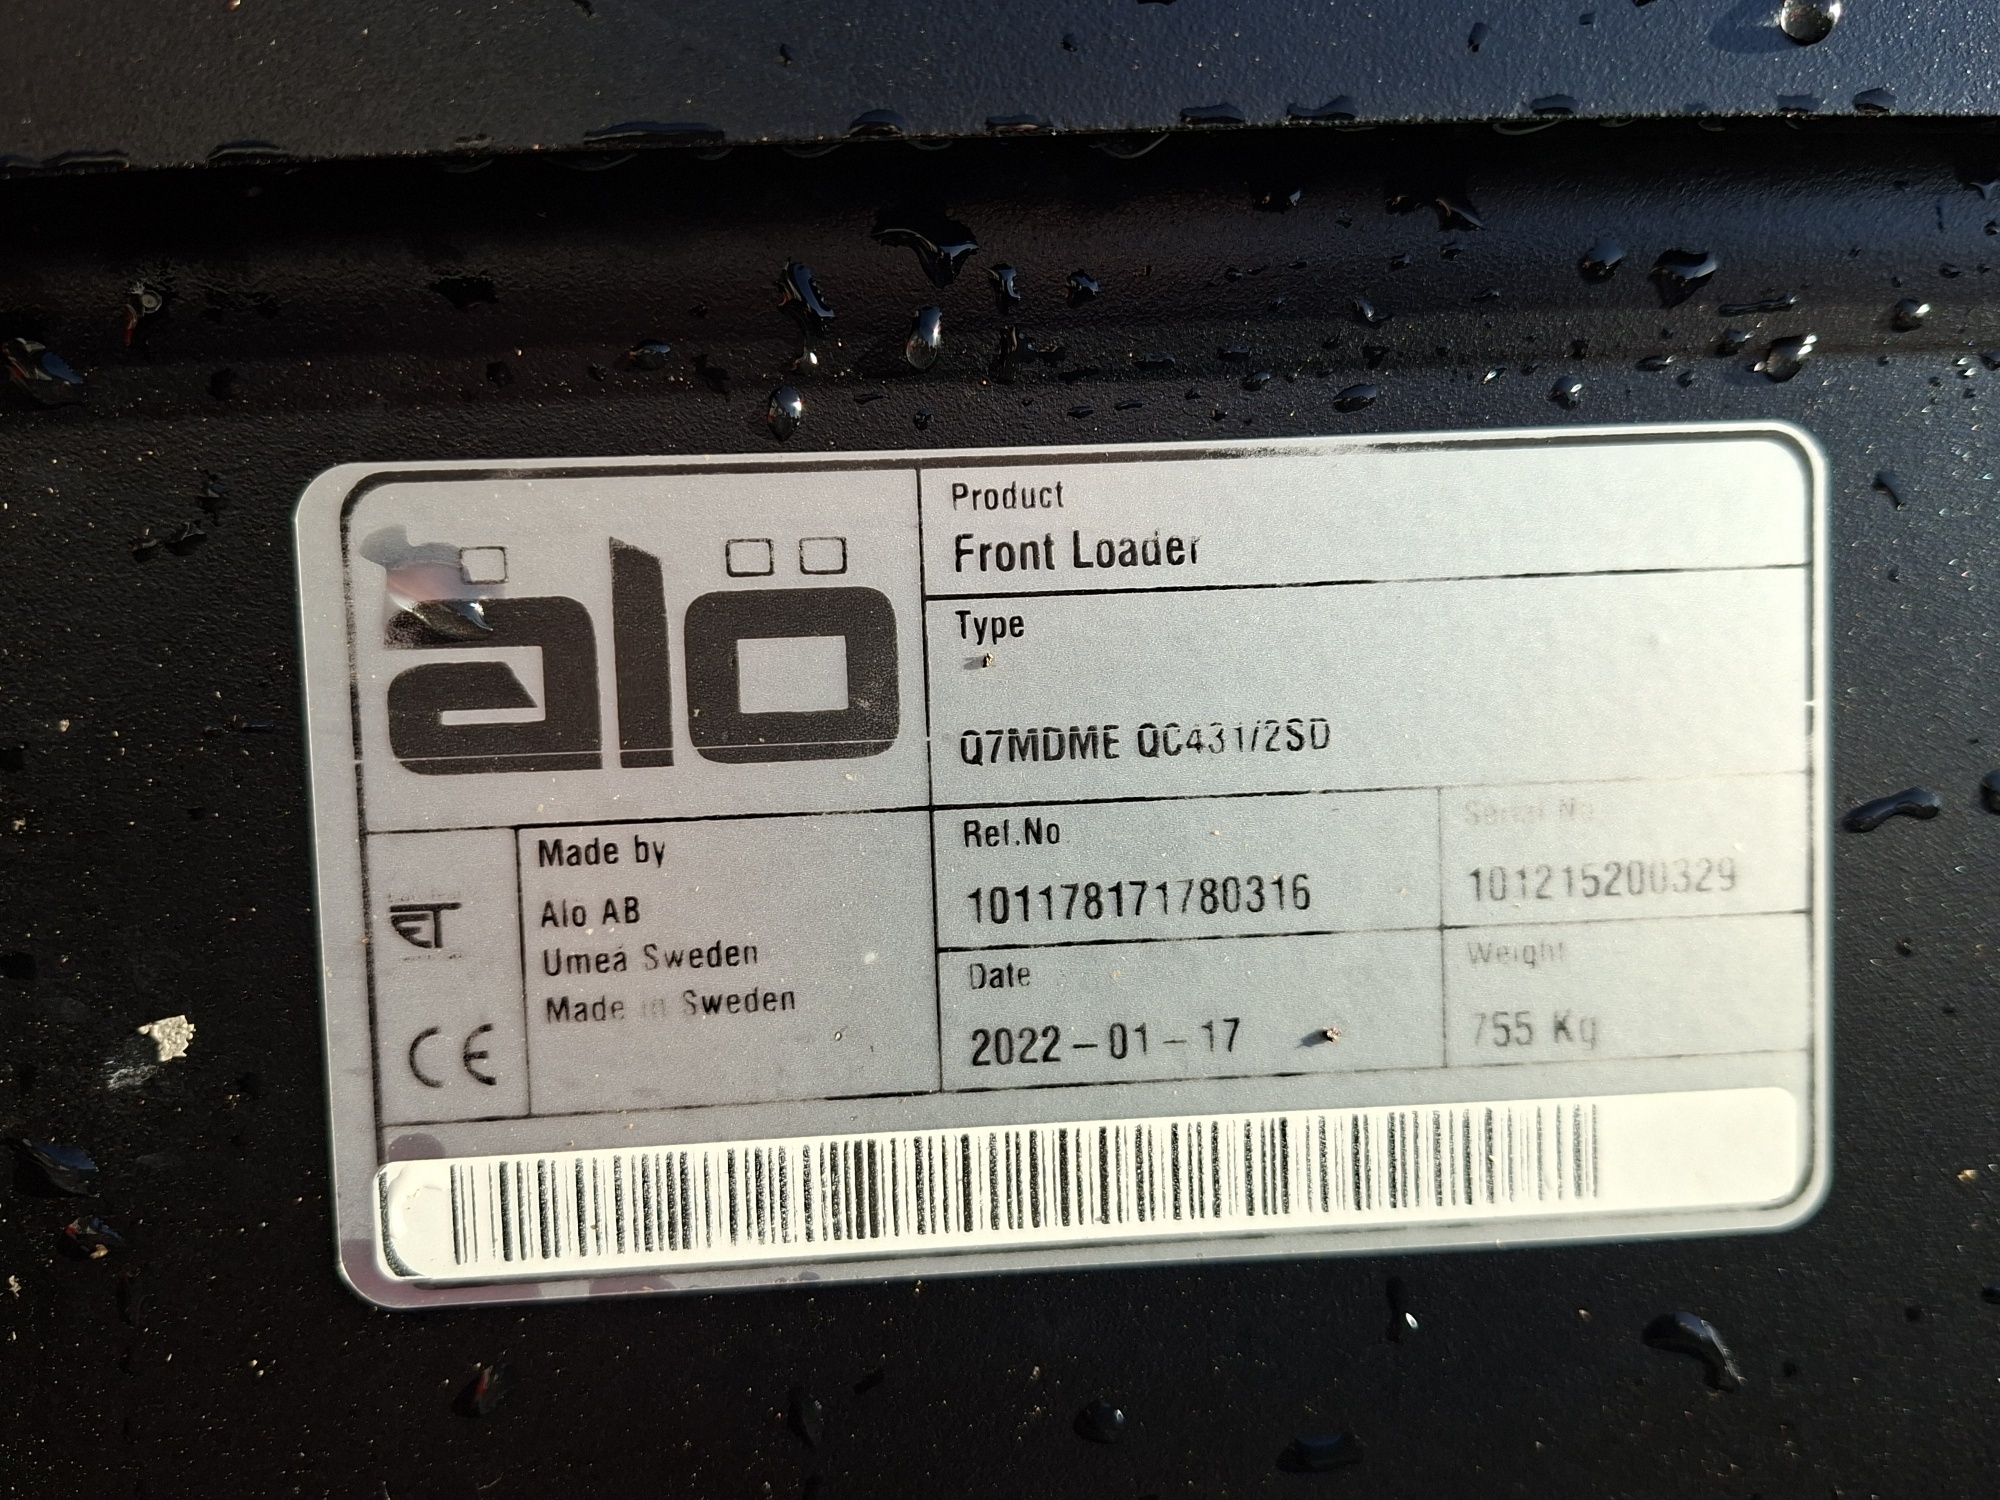 ålö
Product
Front Loader
Type
Q7MDME QC431/2SD
Made by
Alo AB
Umeå Sweden
Made in Sweden
Ref.No
101178171780316
Serial No
101215200329
Date
2022-01-17
Weight
755 Kg
CE